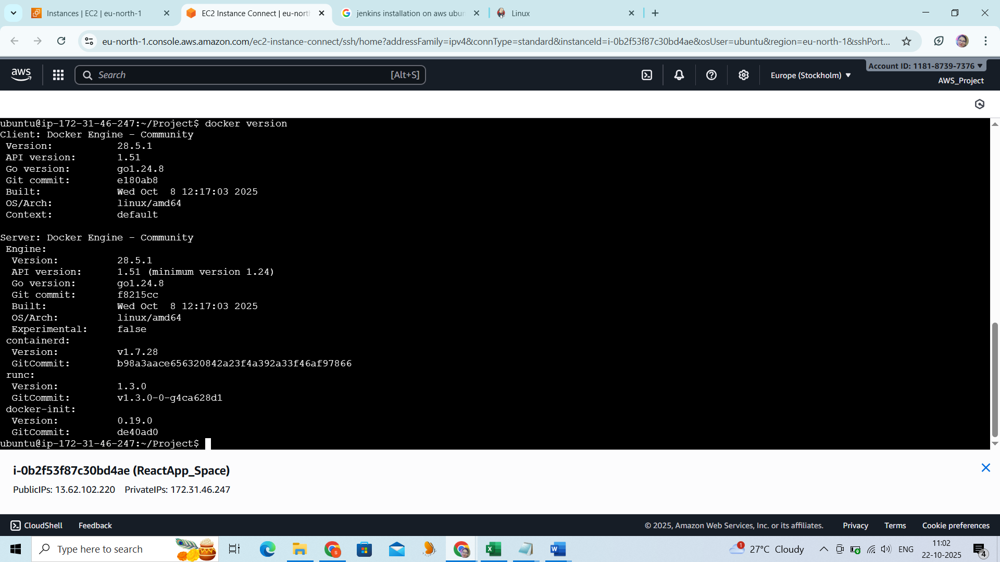 Instances | EC2 | eu-north-1
EC2 Instance Connect | eu-nort
jenkins installation on aws ubun
Linux
eu-north-1.console.aws.amazon.com/ec2-instance-connect/ssh/home?addressFamily=ipv4&connType=standard&instanceId=i-0b2f53f87c30bd4ae&osUser=ubuntu&region=eu-north-1&sshPort...
aws
Search
[Alt+S]
Europe (Stockholm)
Account ID: 1181-8739-7376
AWS_Project
ubuntu@ip-172-31-46-247:~/Project$ docker version
Client: Docker Engine - Community
Version: 28.5.1
API version: 1.51
Go version: go1.24.8
Git commit: e180ab8
Built: Wed Oct  8 12:17:03 2025
OS/Arch: linux/amd64
Context: default
Server: Docker Engine - Community
Engine:
Version: 28.5.1
API version: 1.51 (minimum version 1.24)
Go version: go1.24.8
Git commit: f8215cc
Built: Wed Oct  8 12:17:03 2025
OS/Arch: linux/amd64
Experimental: false
containerd:
Version: v1.7.28
GitCommit: b98a3aace656320842a23f4a392a33f46af97866
runc:
Version: 1.3.0
GitCommit: v1.3.0-0-g4ca628d1
docker-init:
Version: 0.19.0
GitCommit: de40ad0
ubuntu@ip-172-31-46-247:~/Project$
i-0b2f53f87c30bd4ae (ReactApp_Space)
PublicIPs: 13.62.102.220 PrivateIPs: 172.31.46.247
CloudShell
Feedback
© 2025, Amazon Web Services, Inc. or its affiliates.
Privacy
Terms
Cookie preferences
Type here to search
1
27°C Cloudy
ENG
11:02
22-10-2025
4